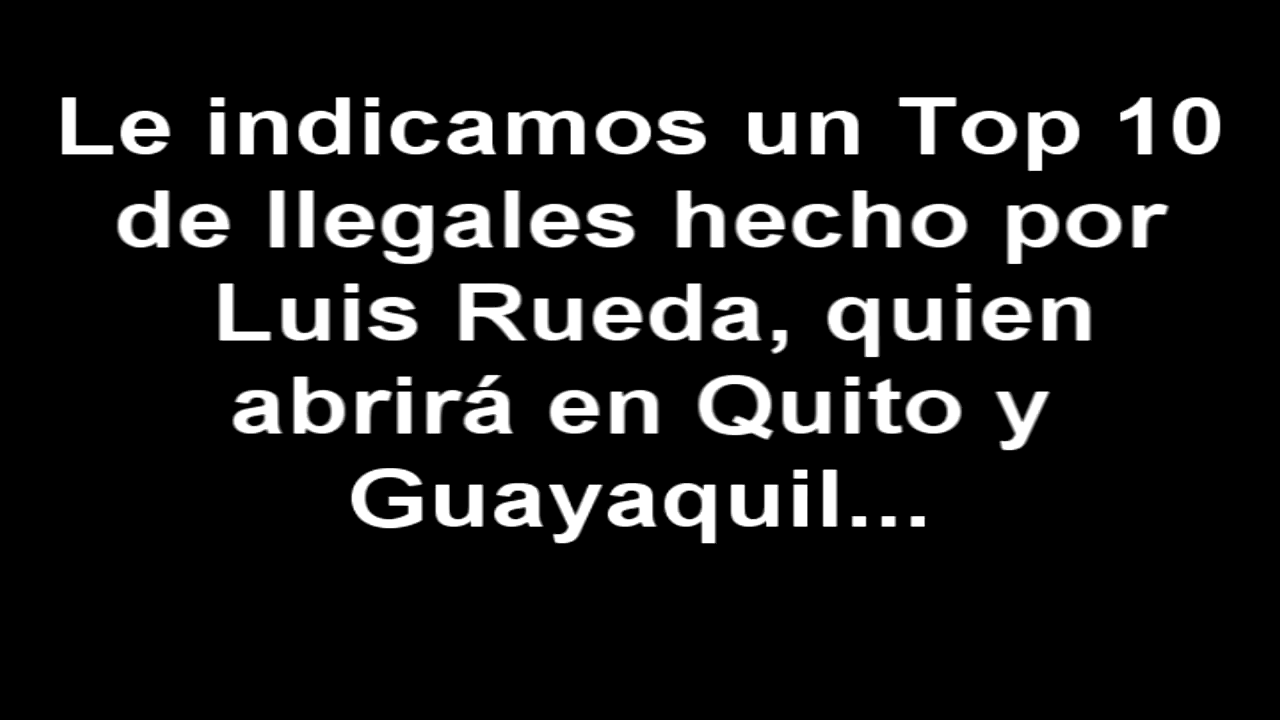 Le indicamos un Top 10
de Ilegales hecho por
Luis Rueda, quien
abrirá en Quito y
Guayaquil...